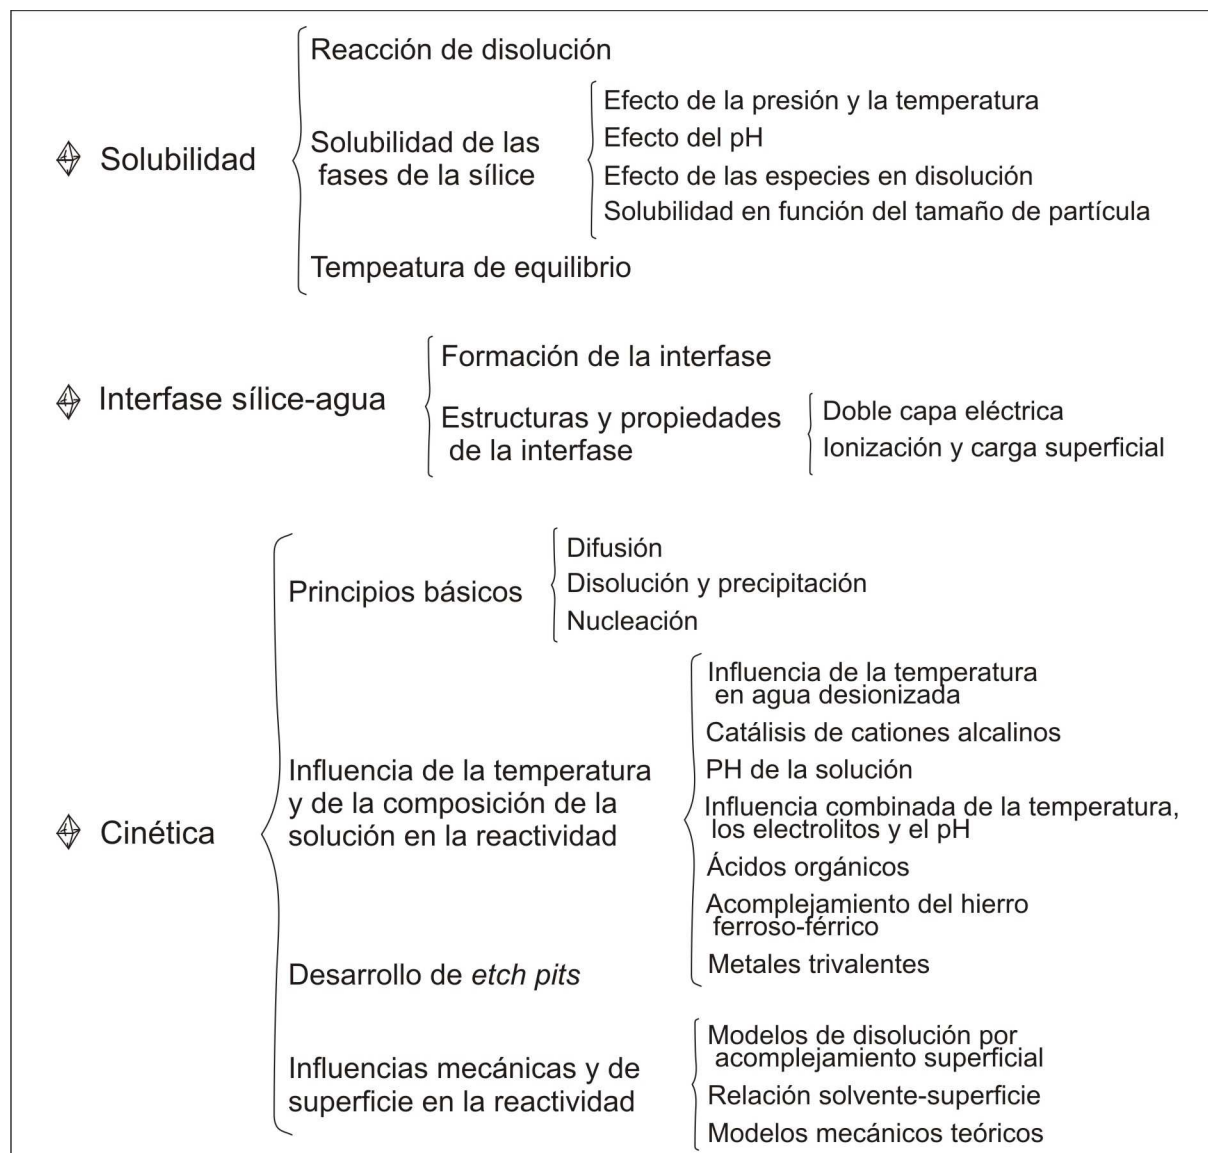 Solubilidad
Reacción de disolución
Solubilidad de las
fases de la sílice
Efecto de la presión y la temperatura
Efecto del pH
Efecto de las especies en disolución
Solubilidad en función del tamaño de partícula
Tempeatura de equilibrio
Interfase sílice-agua
Formación de la interfase
Estructuras y propiedades
de la interfase
Doble capa eléctrica
Ionización y carga superficial
Cinética
Principios básicos
Difusión
Disolución y precipitación
Nucleación
Influencia de la temperatura
y de la composición de la
solución en la reactividad
Influencia de la temperatura
en agua desionizada
Catálisis de cationes alcalinos
PH de la solución
Influencia combinada de la temperatura,
los electrolitos y el pH
Ácidos orgánicos
Acomplejamiento del hierro
ferroso-férrico
Metales trivalentes
Desarrollo de etch pits
Influencias mecánicas y de
superficie en la reactividad
Modelos de disolución por
acomplejamiento superficial
Relación solvente-superficie
Modelos mecánicos teóricos